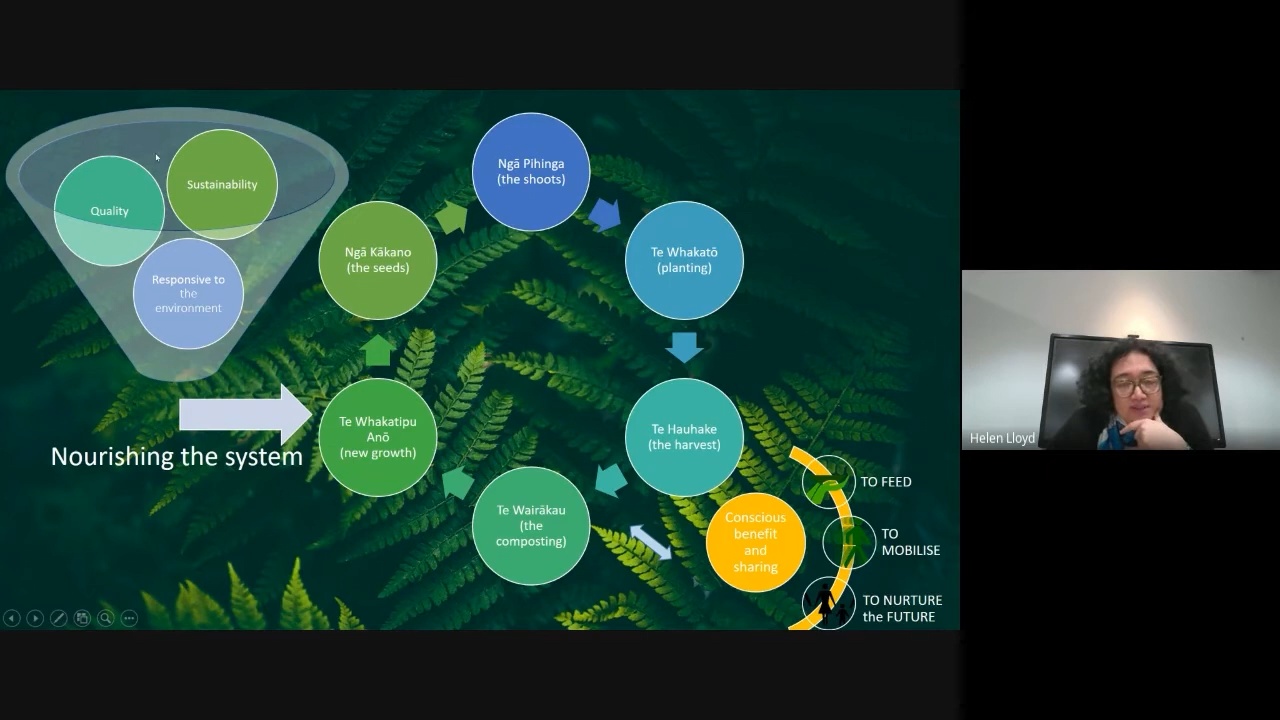 Quality
Sustainability
Responsive to
the
environment
Nourishing the system
Ngā Kākano
(the seeds)
Ngā Pihinga
(the shoots)
Te Whakatō
(planting)
Te Hauhake
(the harvest)
Te Wairākau
(the
composting)
Te Whakatipu
Anō
(new growth)
Conscious
benefit
and
sharing
TO FEED
TO
MOBILISE
TO NURTURE
the FUTURE
Helen Lloyd